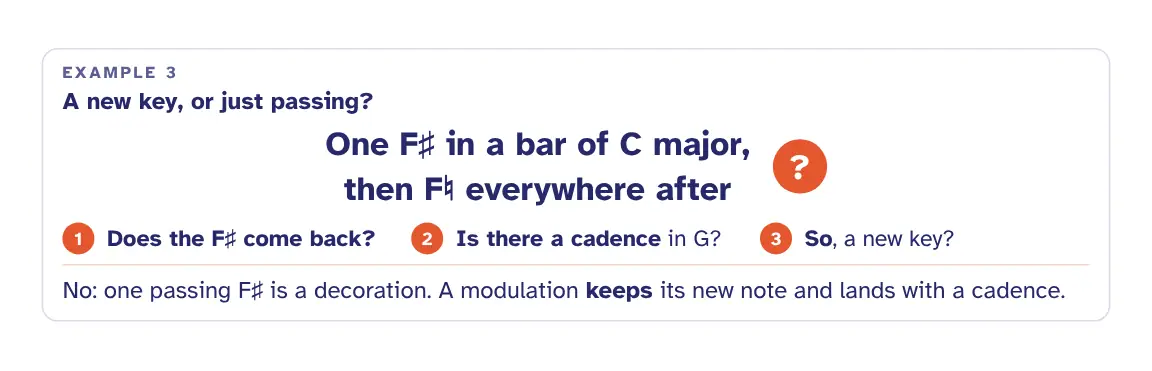 EXAMPLE 3
A new key, or just passing?
One F♯ in a bar of C major,
then F♮ everywhere after
?
1 Does the F♯ come back? 2 Is there a cadence in G? 3 So, a new key?
No: one passing F♯ is a decoration. A modulation keeps its new note and lands with a cadence.